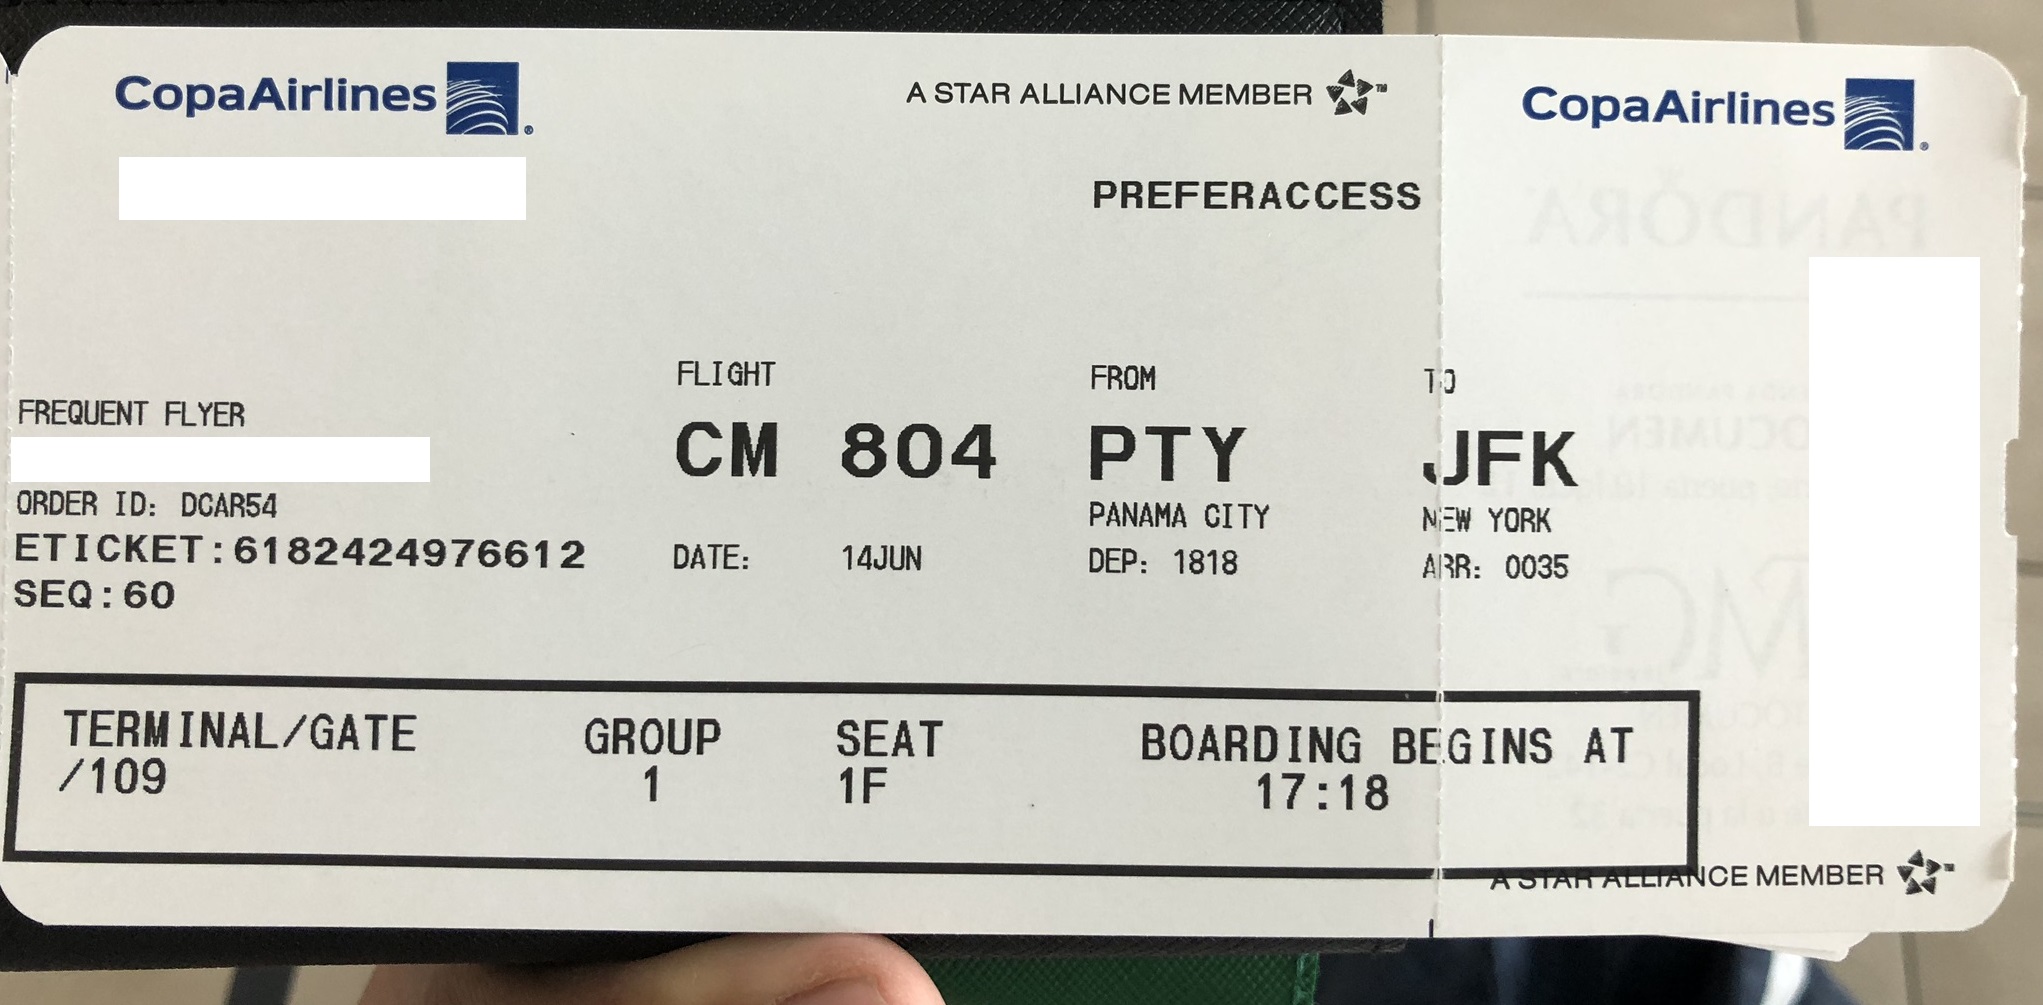 CopaAirlines
A STAR ALLIANCE MEMBER
CopaAirlines
PREFERACCESS
PANDORA
FREQUENT FLYER
ORDER ID: DCAR54
ETICKET:6182424976612
SEQ:60
FLIGHT
CM 804
DATE: 14JUN
FROM
PTY
PANAMA CITY
DEP: 1818
TO
JFK
NEW YORK
ARR: 0035
TERMINAL/GATE
/109
GROUP
1
SEAT
1F
BOARDING BEGINS AT
17:18
A STAR ALLIANCE MEMBER